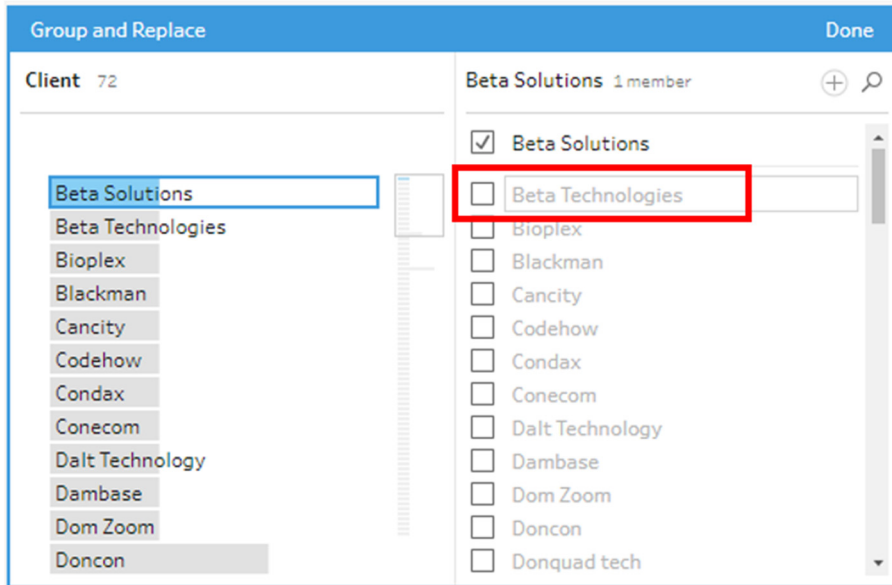 Group and Replace Done
Client 72
Beta Solutions
Beta Technologies
Bioplex
Blackman
Cancity
Codehow
Condax
Conecom
Dalt Technology
Dambase
Dom Zoom
Doncon
Beta Solutions 1 member
Beta Solutions
Beta Technologies
Bioplex
Blackman
Cancity
Codehow
Condax
Conecom
Dalt Technology
Dambase
Dom Zoom
Doncon
Donquad tech